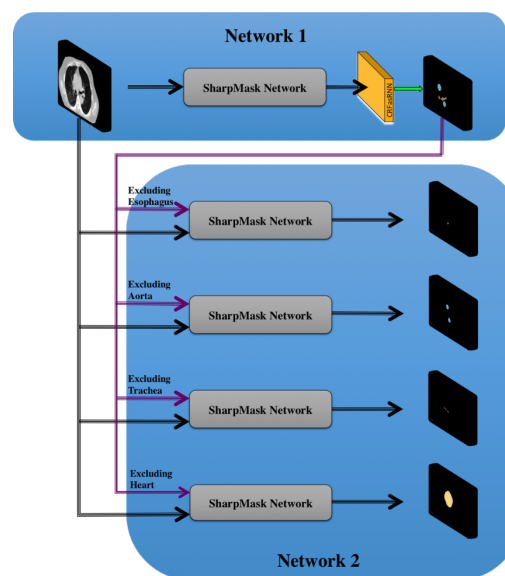 Network 1
SharpMask Network
CRFasRNN
Excluding
Esophagus
SharpMask Network
Excluding
Aorta
SharpMask Network
Excluding
Trachea
SharpMask Network
Excluding
Heart
SharpMask Network
Network 2